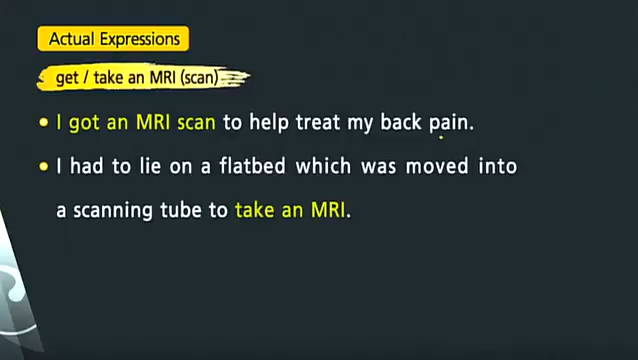 Actual Expressions
get / take an MRI (scan)
• I got an MRI scan to help treat my back pain.
• I had to lie on a flatbed which was moved into
a scanning tube to take an MRI.